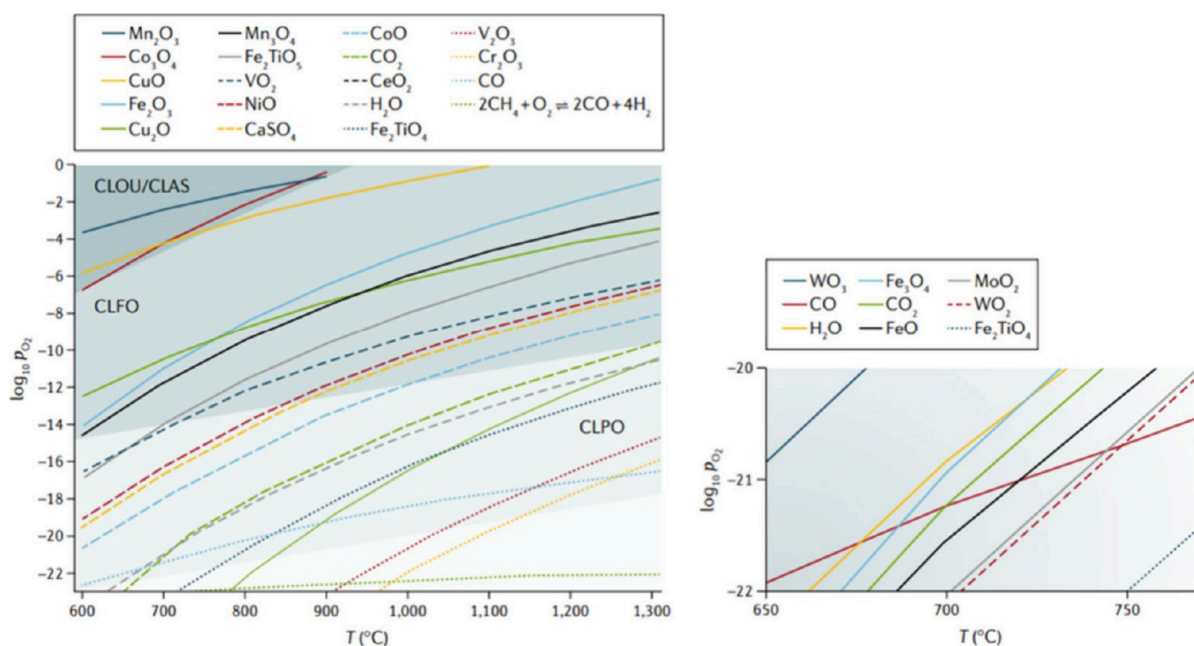 Mn₂O₃ Mn₃O₄ CoO V₂O₃
Co₃O₄ Fe₂TiO₅ CO₂ Cr₂O₃
CuO VO₂ CeO₂ CO
Fe₂O₃ NiO H₂O 2CH₄ + O₂ ⇌ 2CO + 4H₂
Cu₂O CaSO₄ Fe₂TiO₄
0
−2
−4
−6
−8
−10
−12
−14
−16
−18
−20
−22
log₁₀ pO₂
CLOU/CLAS
CLFO
CLPO
600 700 800 900 1,000 1,100 1,200 1,300
T (°C)
WO₃ Fe₃O₄ MoO₂
CO CO₂ WO₂
H₂O FeO Fe₂TiO₄
−20
−21
−22
log₁₀ pO₂
650 700 750
T (°C)